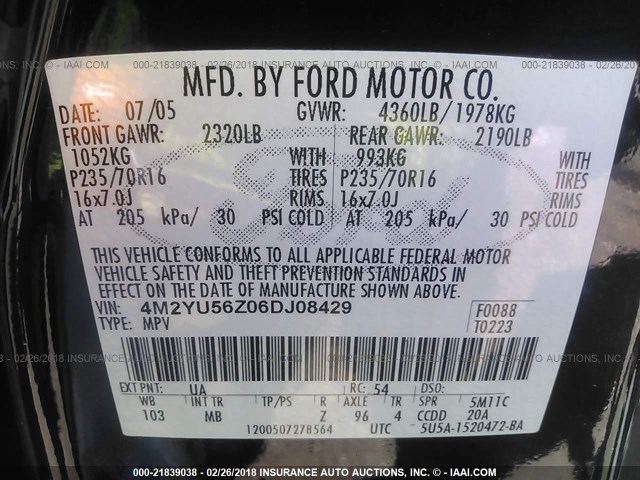 000-21839038 - 02/26/2018 INSURANCE AUTO AUCTIONS, INC. - © IAAI.COM
MFD. BY FORD MOTOR CO.
DATE: 07/05 GVWR: 4360LB/1978KG
FRONT GAWR: 2320LB REAR GAWR: 2190LB
1052KG WITH 993KG WITH
P235/70R16 TIRES P235/70R16 TIRES
16x7.0J RIMS 16x7.0J RIMS
AT 205 kPa/ 30 PSI COLD AT 205 kPa/ 30 PSI COLD
Ford
THIS VEHICLE CONFORMS TO ALL APPLICABLE FEDERAL MOTOR
VEHICLE SAFETY AND THEFT PREVENTION STANDARDS IN
EFFECT ON THE DATE OF MANUFACTURE SHOWN ABOVE.
VIN: 4M2YU56Z06DJ08429 F0088
TYPE: MPV T0223
EXT PNT: UA RC: 54 DSO:
WB INT TR TP/PS R AXLE TR SPR 5M11C
103 MB Z 96 4 CCDD 20A
1200507278564 UTC 5U5A-1520472-BA
000-21839038 - 02/26/2018 INSURANCE AUTO AUCTIONS, INC. - © IAAI.COM